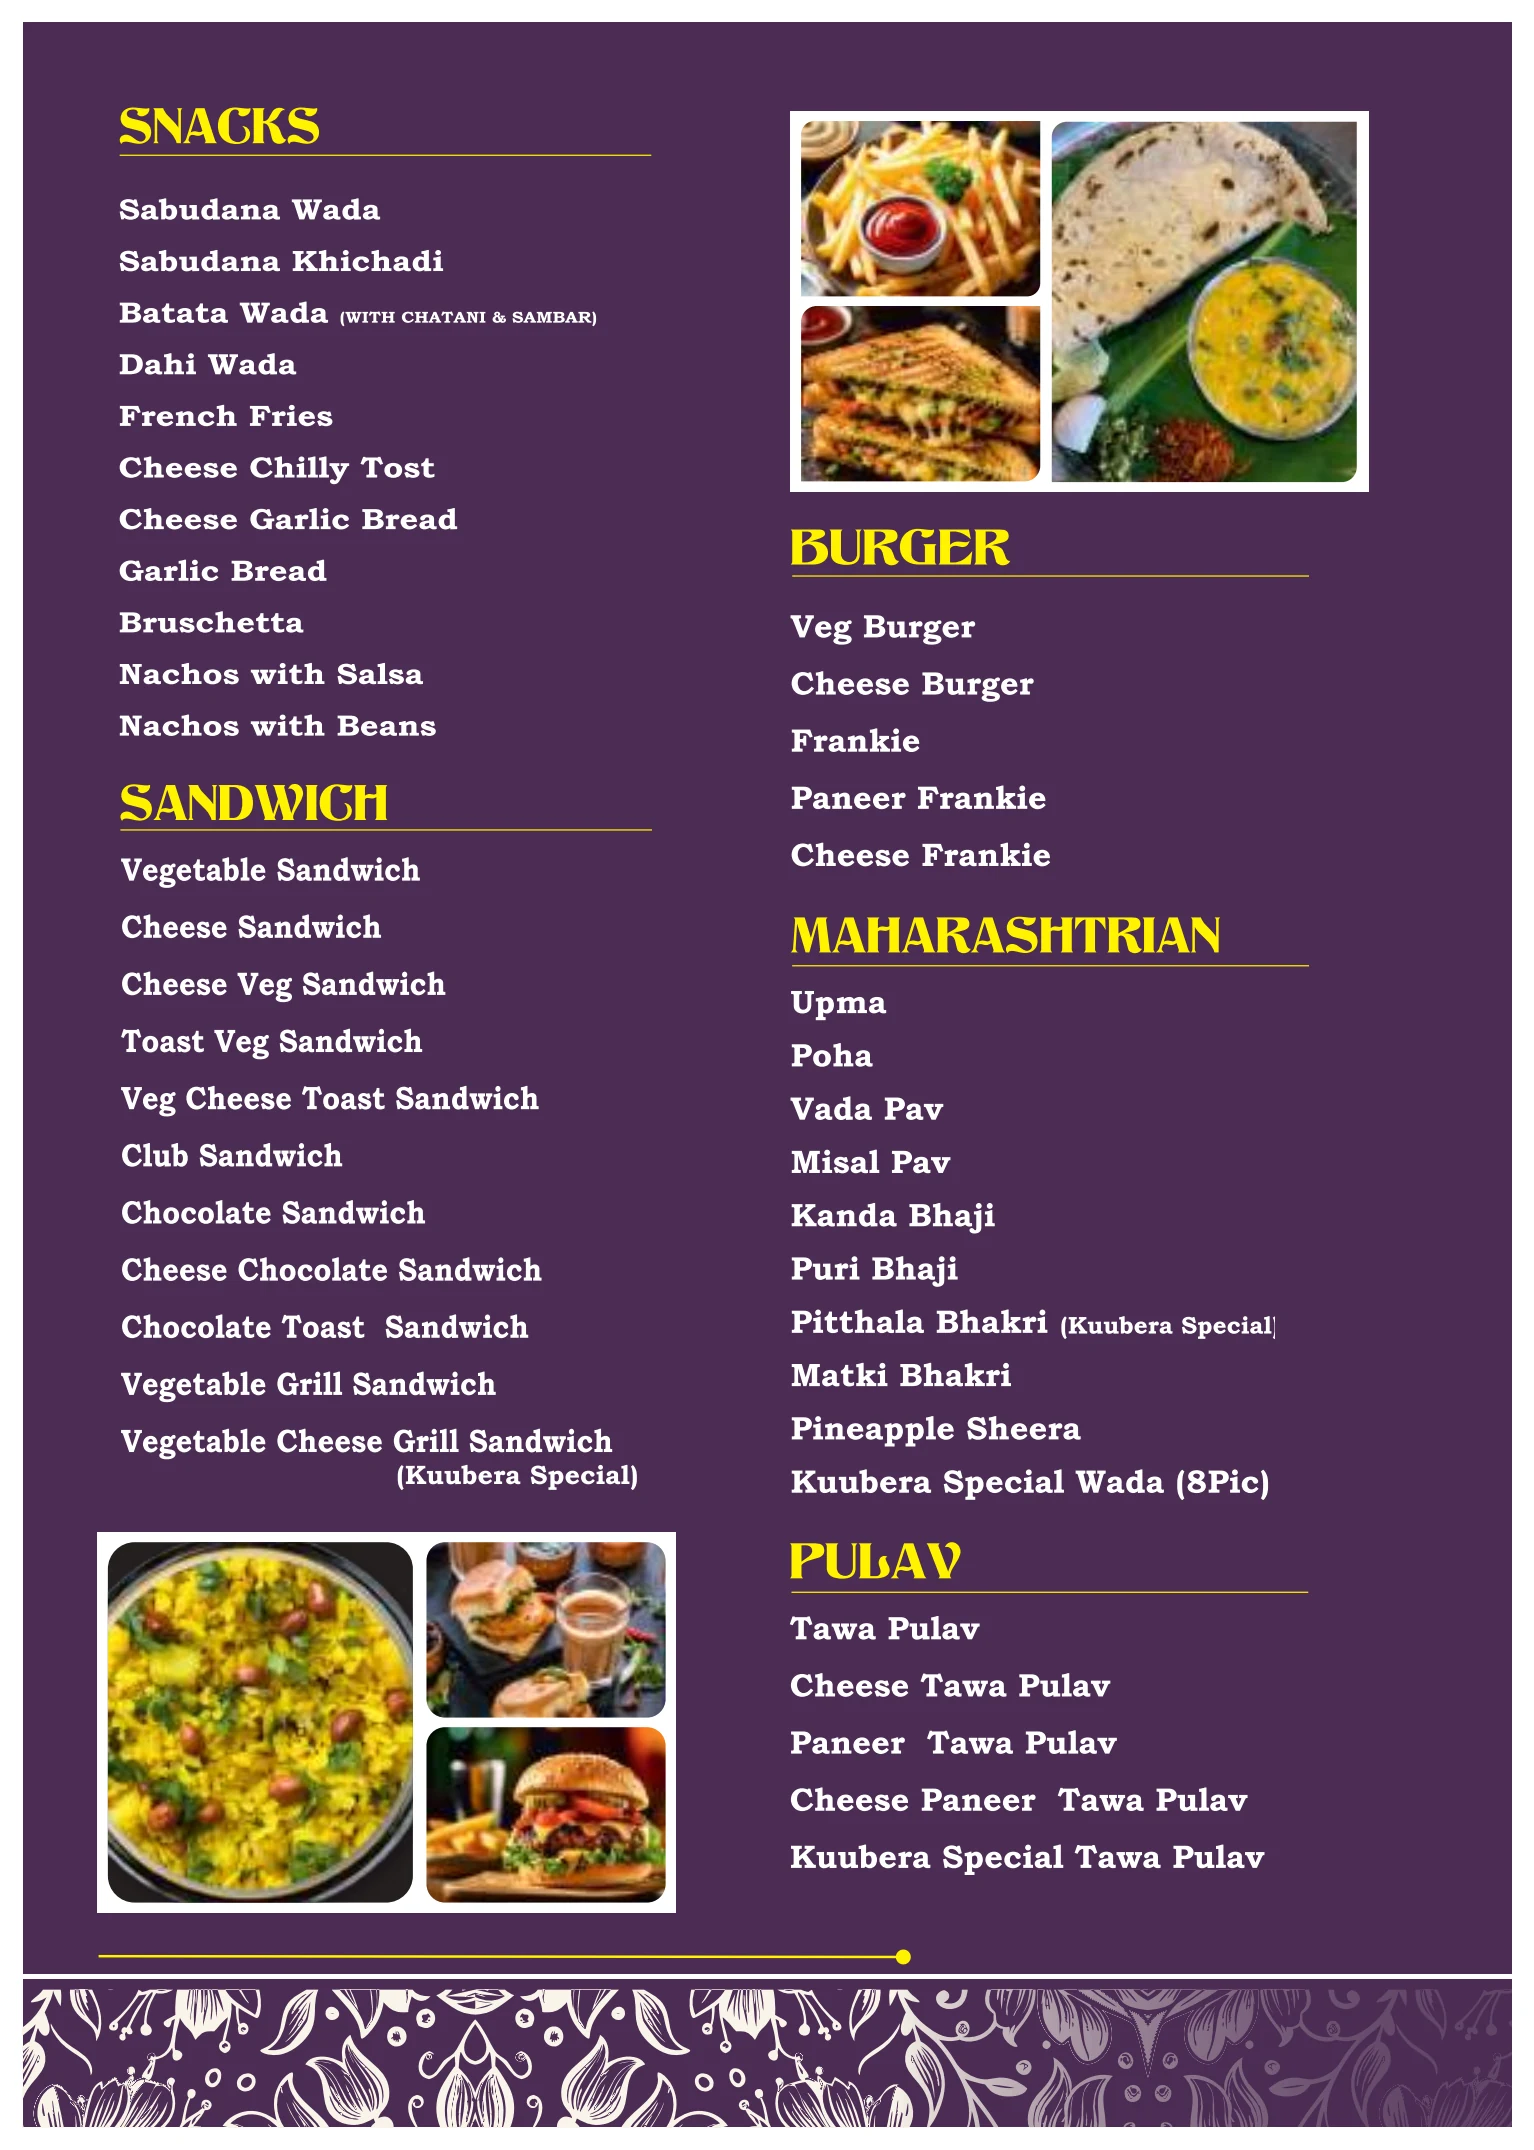 SNACKS
Sabudana Wada
Sabudana Khichadi
Batata Wada (WITH CHATANI & SAMBAR)
Dahi Wada
French Fries
Cheese Chilly Tost
Cheese Garlic Bread
Garlic Bread
Bruschetta
Nachos with Salsa
Nachos with Beans
SANDWICH
Vegetable Sandwich
Cheese Sandwich
Cheese Veg Sandwich
Toast Veg Sandwich
Veg Cheese Toast Sandwich
Club Sandwich
Chocolate Sandwich
Cheese Chocolate Sandwich
Chocolate Toast  Sandwich
Vegetable Grill Sandwich
Vegetable Cheese Grill Sandwich
(Kuubera Special)
BURGER
Veg Burger
Cheese Burger
Frankie
Paneer Frankie
Cheese Frankie
MAHARASHTRIAN
Upma
Poha
Vada Pav
Misal Pav
Kanda Bhaji
Puri Bhaji
Pitthala Bhakri (Kuubera Special)
Matki Bhakri
Pineapple Sheera
Kuubera Special Wada (8Pic)
PULAV
Tawa Pulav
Cheese Tawa Pulav
Paneer  Tawa Pulav
Cheese Paneer  Tawa Pulav
Kuubera Special Tawa Pulav